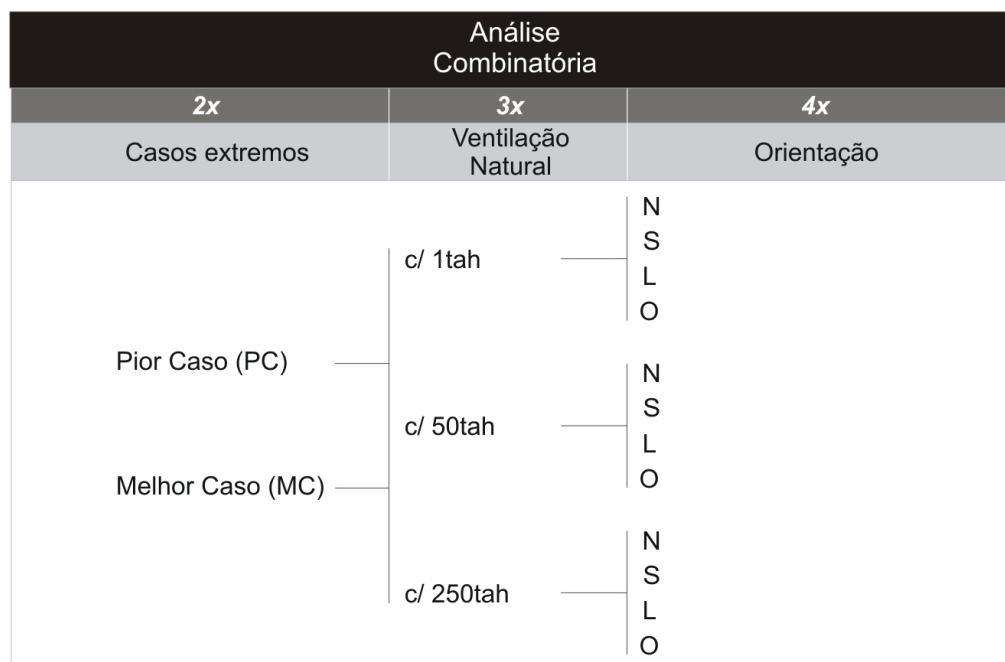 Análise
Combinatória
2x
3x
4x
Casos extremos
Ventilação
Natural
Orientação
Pior Caso (PC)
Melhor Caso (MC)
c/ 1tah
N
S
L
O
c/ 50tah
N
S
L
O
c/ 250tah
N
S
L
O